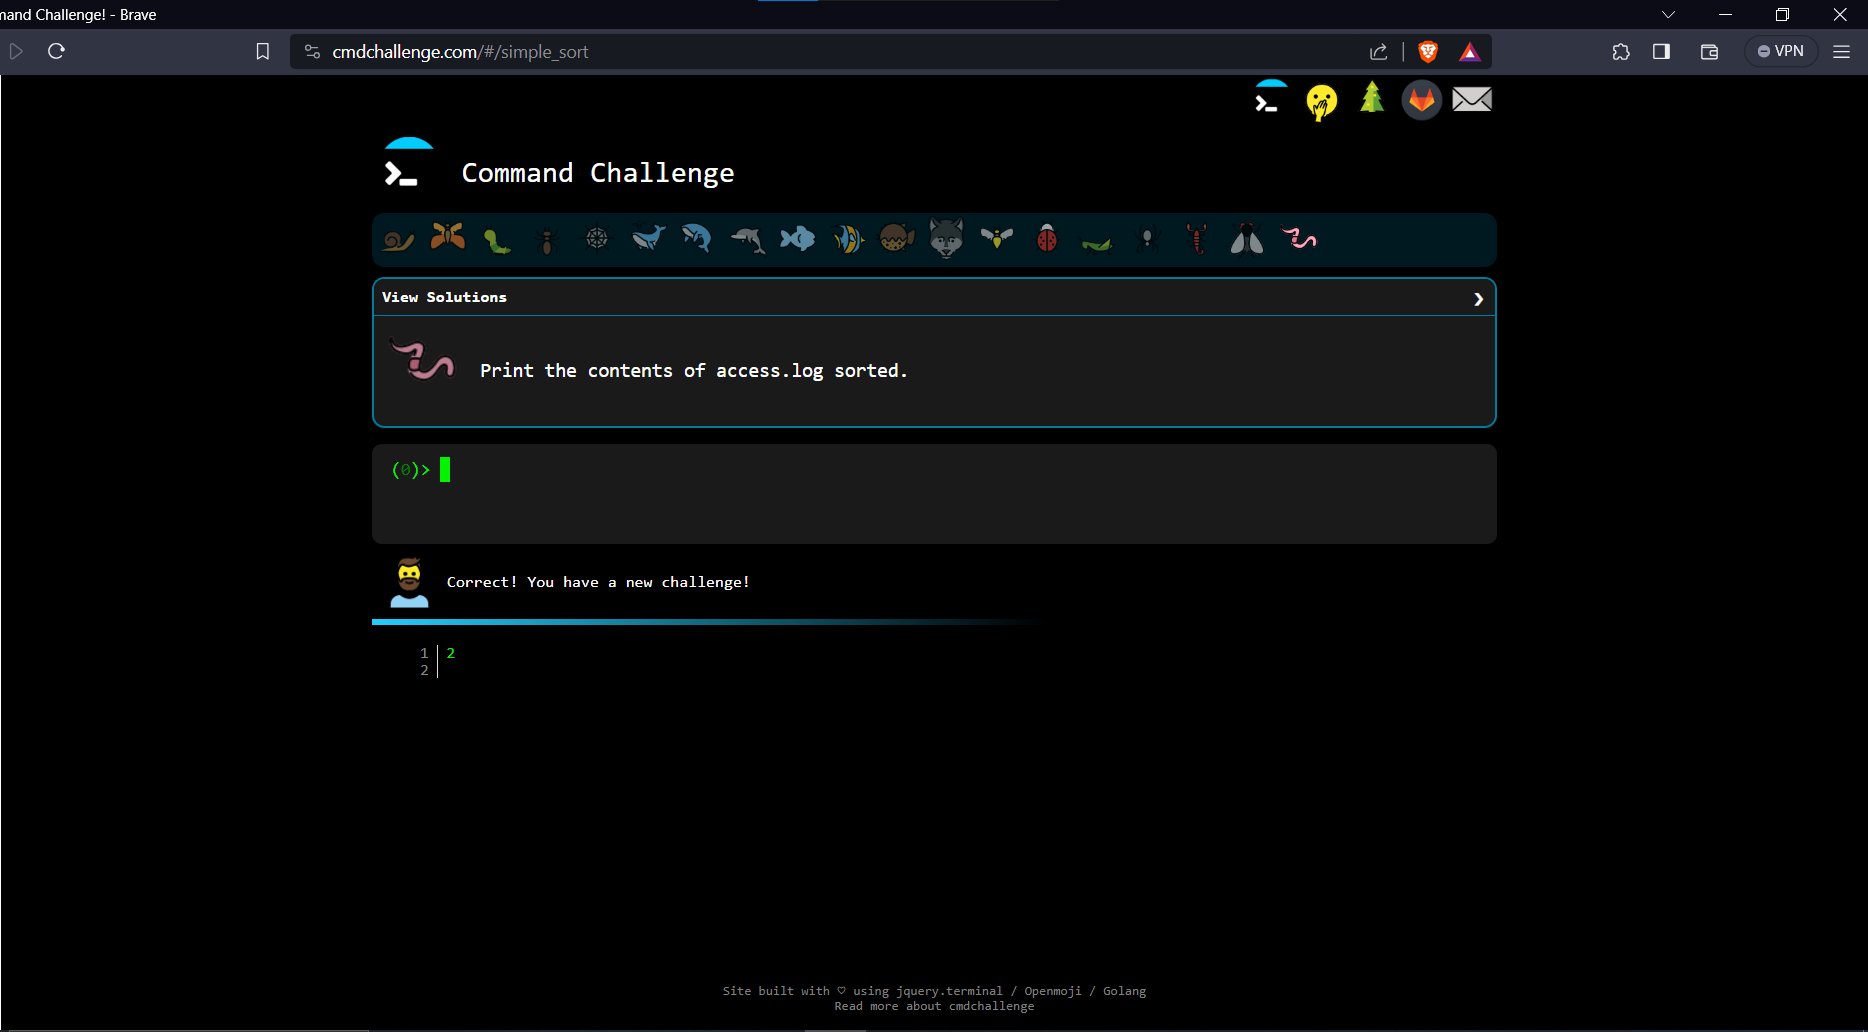 mand Challenge! - Brave
cmdchallenge.com/#/simple_sort
VPN
Command Challenge
View Solutions
Print the contents of access.log sorted.
(0)>
Correct! You have a new challenge!
1 2
2
Site built with ♡ using jquery.terminal / Openmoji / Golang
Read more about cmdchallenge